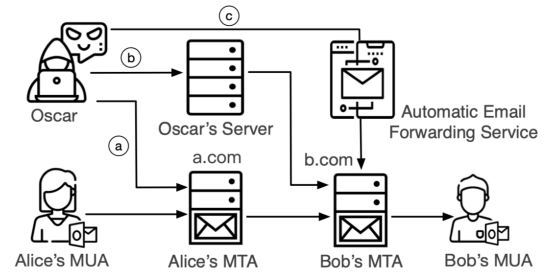 c
b
Oscar
Oscar's Server
Automatic Email
Forwarding Service
a
a.com
b.com
Alice's MUA
Alice's MTA
Bob's MTA
Bob's MUA